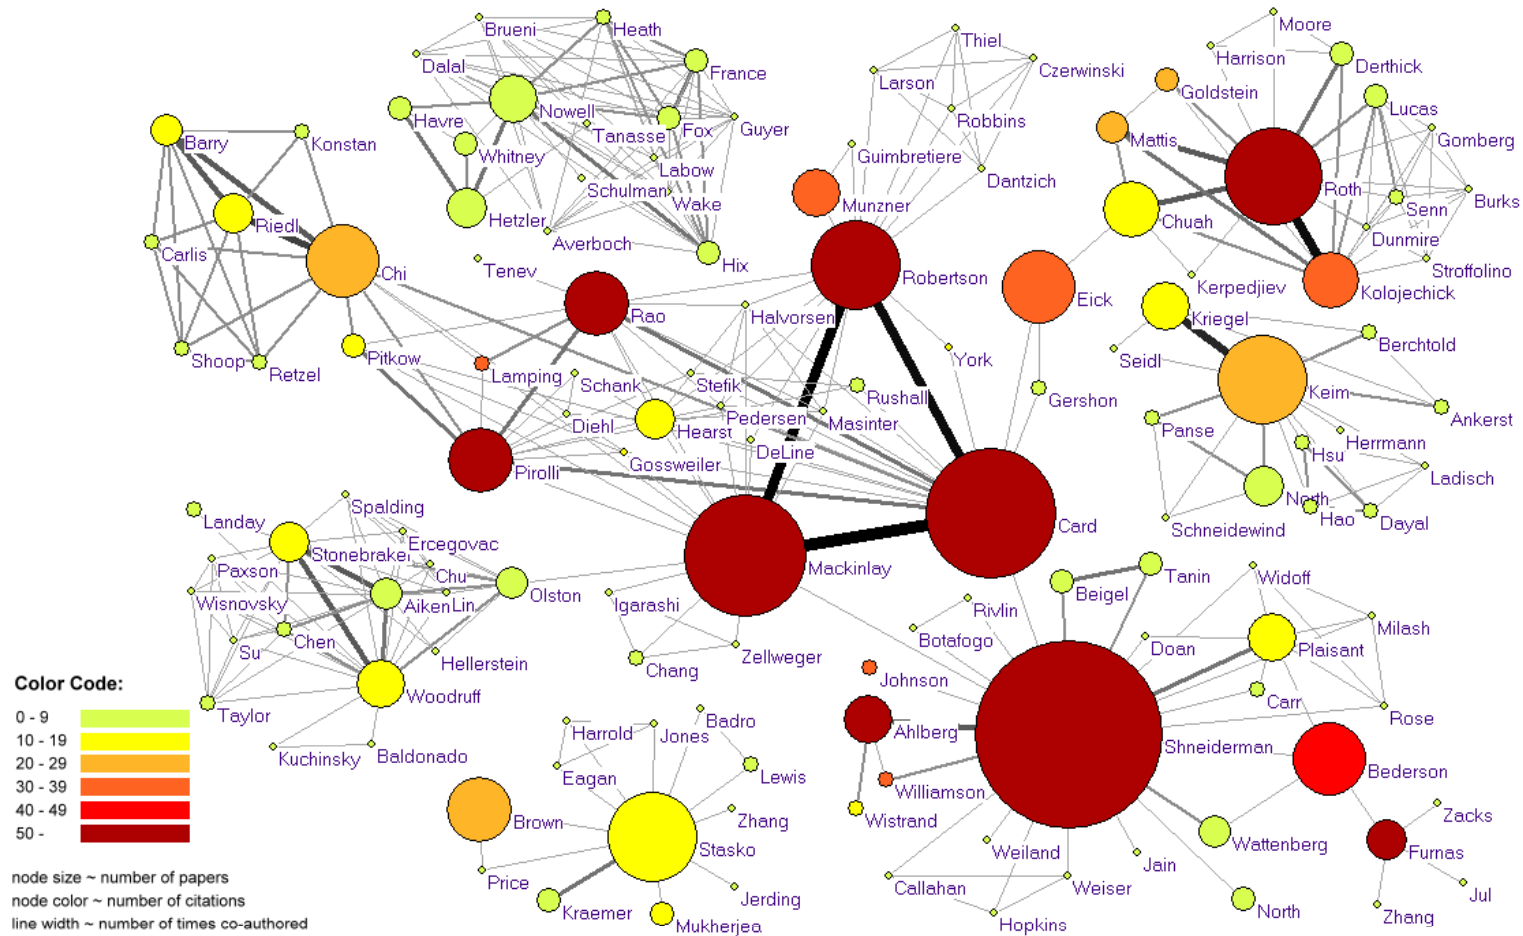 Brueni
Heath
Dalal
France
Nowell
Havre
Tanasse
Fox
Guyer
Whitney
Labow
Schulman
Wake
Hetzler
Averboch
Hix
Tenev
Barry
Konstan
Riedl
Carlis
Chi
Shoop
Retzel
Pitkow
Thiel
Czerwinski
Larson
Robbins
Guimbretiere
Dantzich
Munzner
Robertson
Eick
Moore
Harrison
Derthick
Goldstein
Lucas
Mattis
Gomberg
Roth
Senn
Burks
Chuah
Dunmire
Stroffolino
Kerpedjiev
Kolojechick
Kriegel
Berchtold
Seidl
Keim
Ankerst
Panse
Herrmann
Hsu
Ladisch
North
Hao
Dayal
Schneidewind
Rao
Halvorsen
York
Lamping
Schank
Stefik
Rushall
Gershon
Diehl
Hearst
Pedersen
Masinter
DeLine
Gossweiler
Pirolli
Card
Mackinlay
Spalding
Landay
Stonebraker
Ercegovac
Paxson
Chu
Wisnovsky
Aiken
Lin
Olston
Chen
Su
Hellerstein
Woodruff
Taylor
Kuchinsky
Baldonado
Igarashi
Chang
Zellweger
Rivlin
Botafogo
Beigel
Tanin
Widoff
Milash
Doan
Plaisant
Johnson
Carr
Rose
Ahlberg
Shneiderman
Bederson
Williamson
Wistrand
Zacks
Wattenberg
Furnas
Weiland
Jain
Callahan
Weiser
Jul
Hopkins
North
Zhang
Badro
Harrold
Jones
Eagan
Lewis
Brown
Zhang
Stasko
Price
Jerding
Kraemer
Mukherjea
Color Code:
0 - 9
10 - 19
20 - 29
30 - 39
40 - 49
50 -
node size ~ number of papers
node color ~ number of citations
line width ~ number of times co-authored